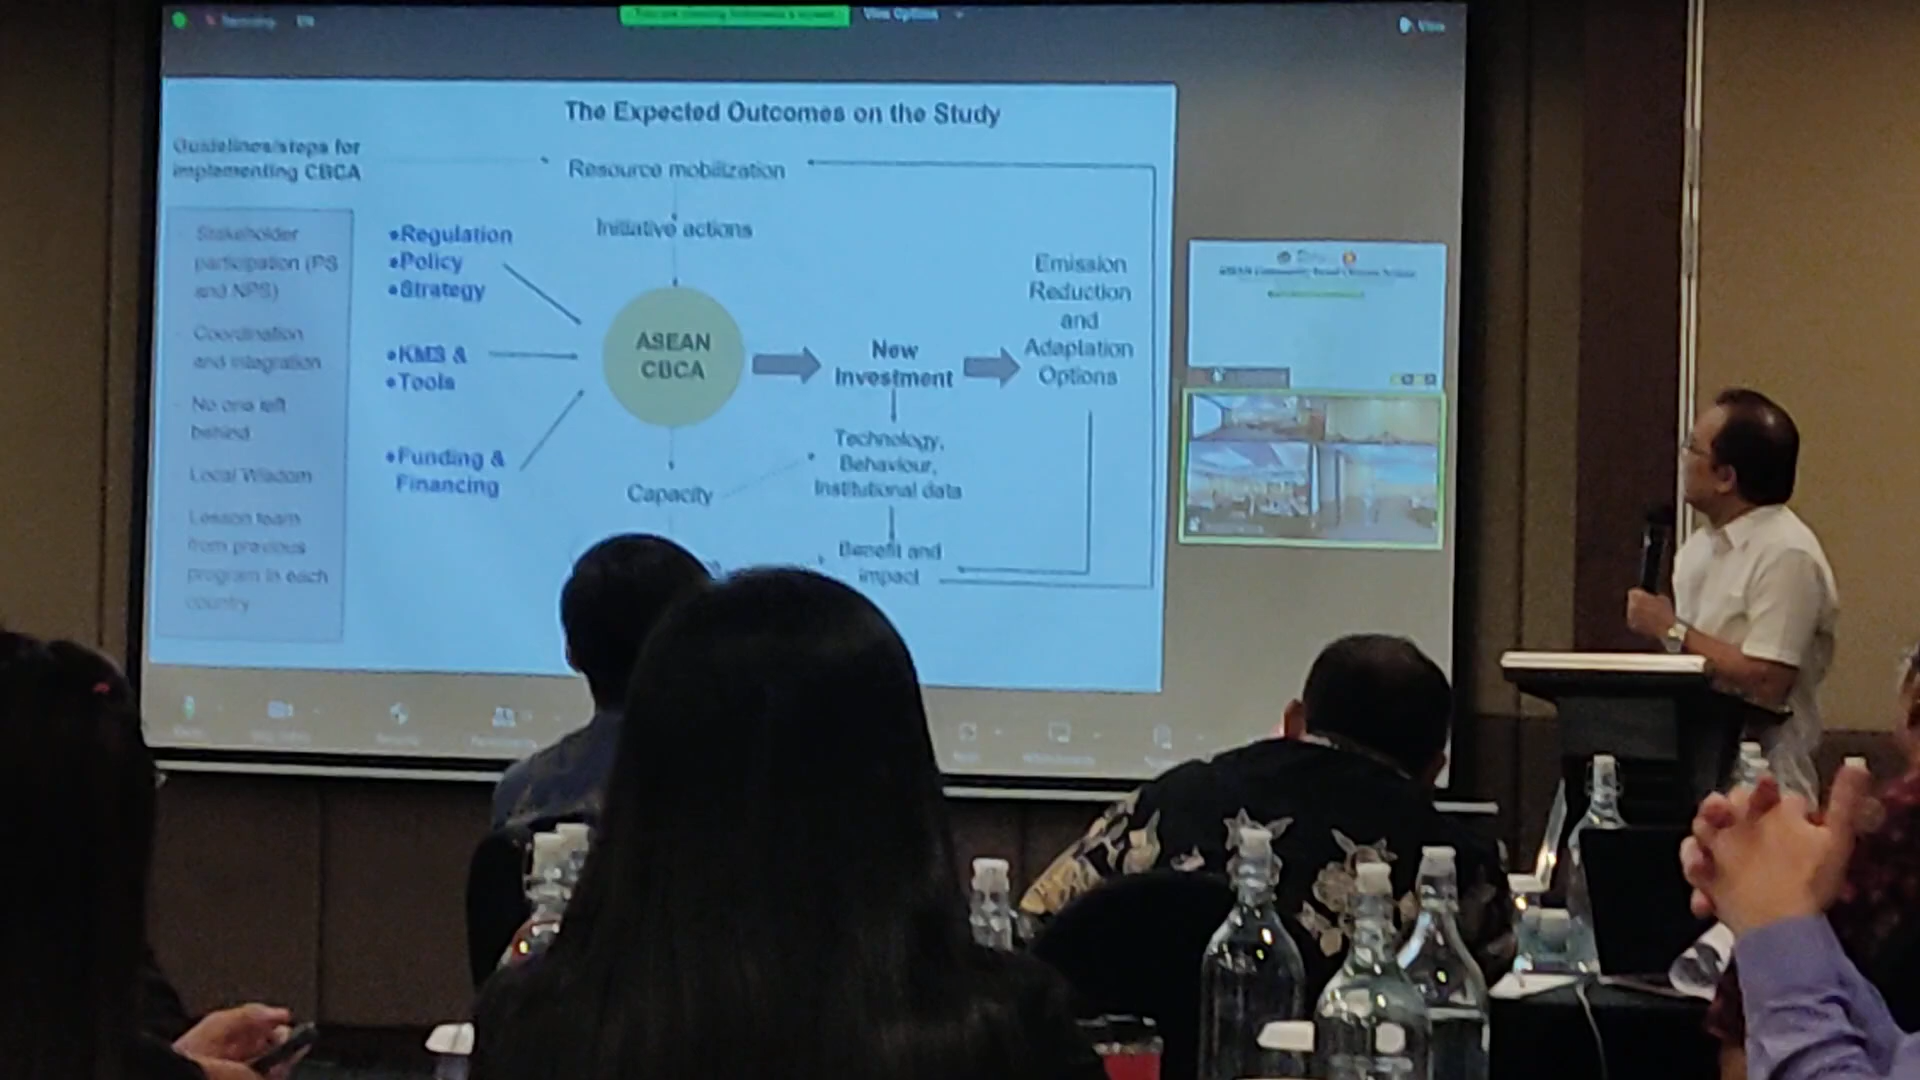 View Options
View
The Expected Outcomes on the Study
Guidelines/steps for
implementing CBCA
Stakeholder
participation (PS
and NPS)
Coordination
and integration
No one left
behind
Local Wisdom
Lesson learn
from previous
program in each
country
•Regulation
•Policy
•Strategy
•KMS &
•Tools
•Funding &
Financing
Resource mobilization
Initiative actions
ASEAN
CBCA
Capacity
New
Investment
Technology,
Behaviour,
Institutional data
Benefit and
impact
Emission
Reduction
and
Adaptation
Options